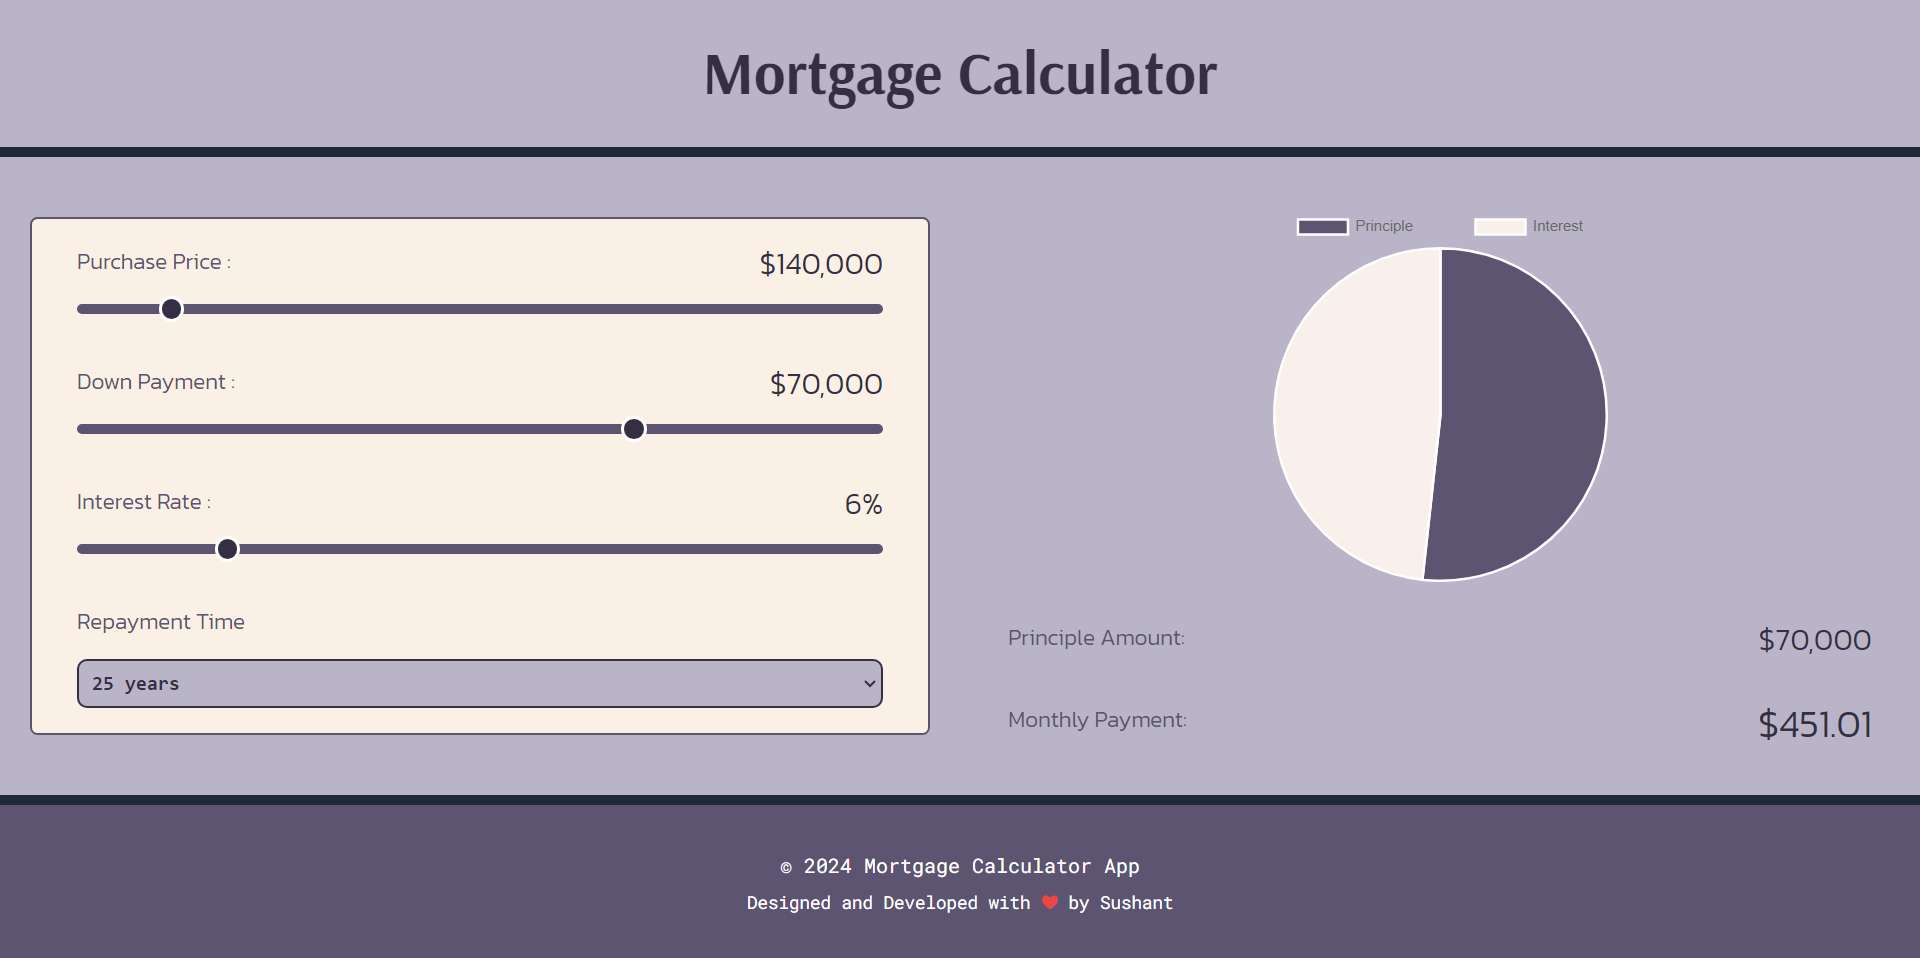 Mortgage Calculator
Purchase Price :
$140,000
Down Payment :
$70,000
Interest Rate :
6%
Repayment Time
25 years
Principle
Interest
Principle Amount:
$70,000
Monthly Payment:
$451.01
© 2024 Mortgage Calculator App
Designed and Developed with ❤️ by Sushant